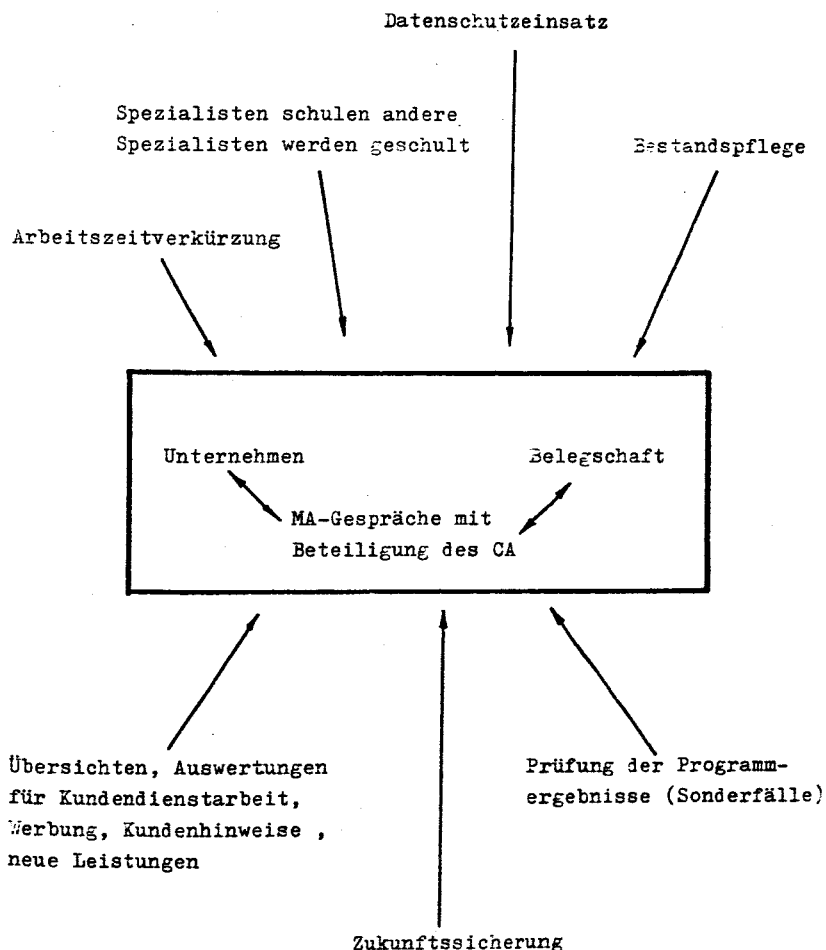 Datenschutzeinsatz
Spezialisten schulen andere
Spezialisten werden geschult
Bestandspflege
Arbeitszeitverkürzung
Unternehmen
Belegschaft
MA-Gespräche mit
Beteiligung des CA
Übersichten, Auswertungen
für Kundendienstarbeit,
Werbung, Kundenhinweise ,
neue Leistungen
Prüfung der Programm-
ergebnisse (Sonderfälle)
Zukunftssicherung